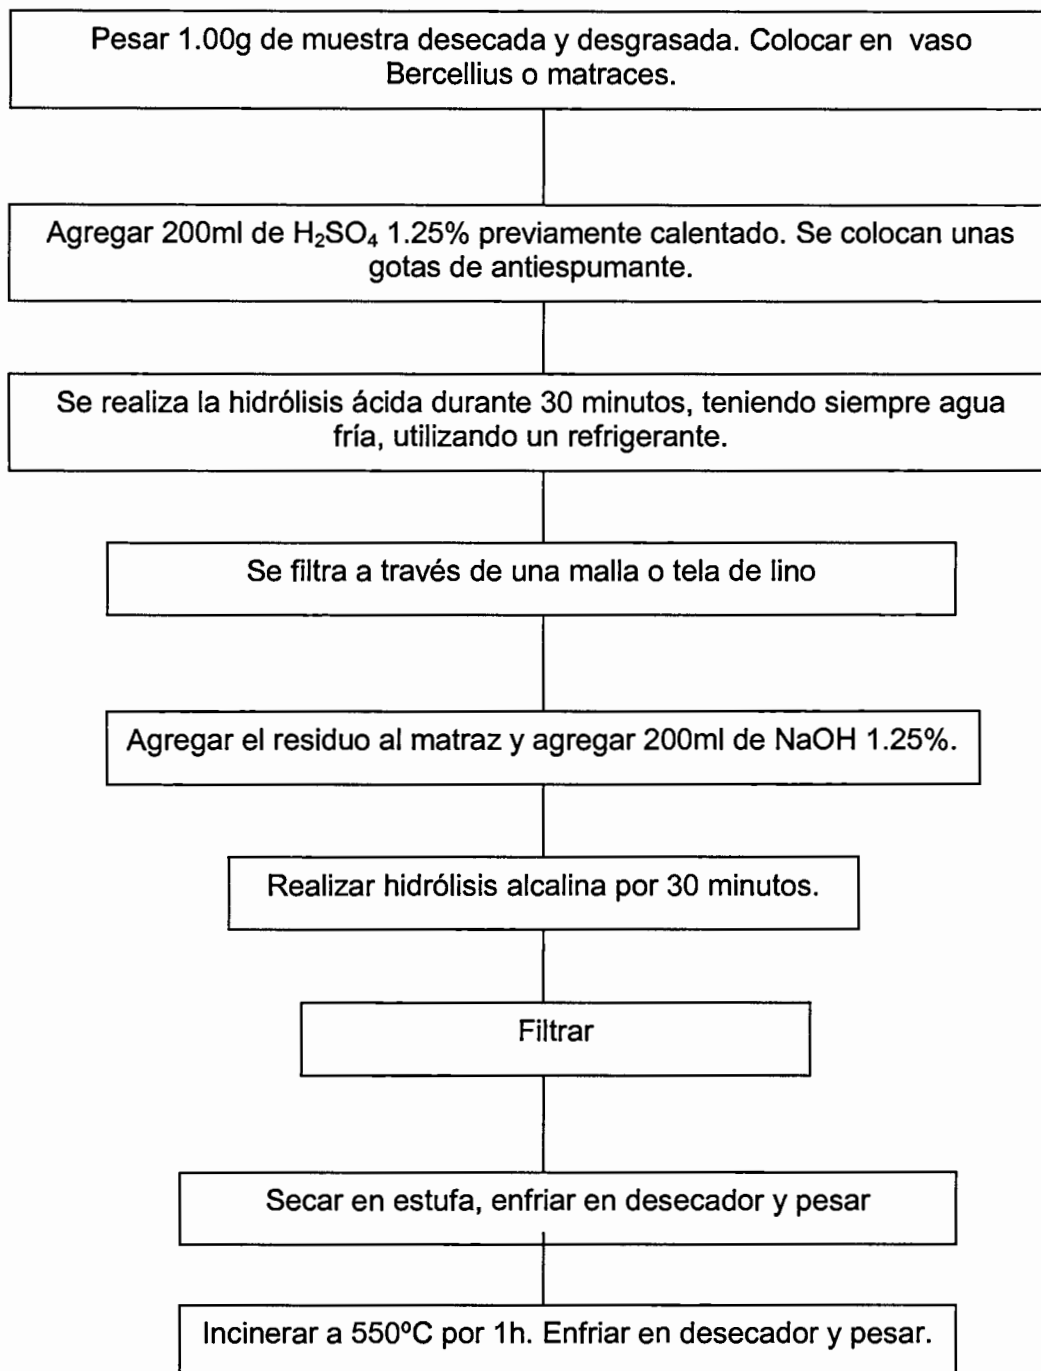 Pesar 1.00g de muestra desecada y desgrasada. Colocar en vaso
Bercellius o matraces.
Agregar 200ml de H₂SO₄ 1.25% previamente calentado. Se colocan unas
gotas de antiespumante.
Se realiza la hidrólisis ácida durante 30 minutos, teniendo siempre agua
fría, utilizando un refrigerante.
Se filtra a través de una malla o tela de lino
Agregar el residuo al matraz y agregar 200ml de NaOH 1.25%.
Realizar hidrólisis alcalina por 30 minutos.
Filtrar
Secar en estufa, enfriar en desecador y pesar
Incinerar a 550ºC por 1h. Enfriar en desecador y pesar.